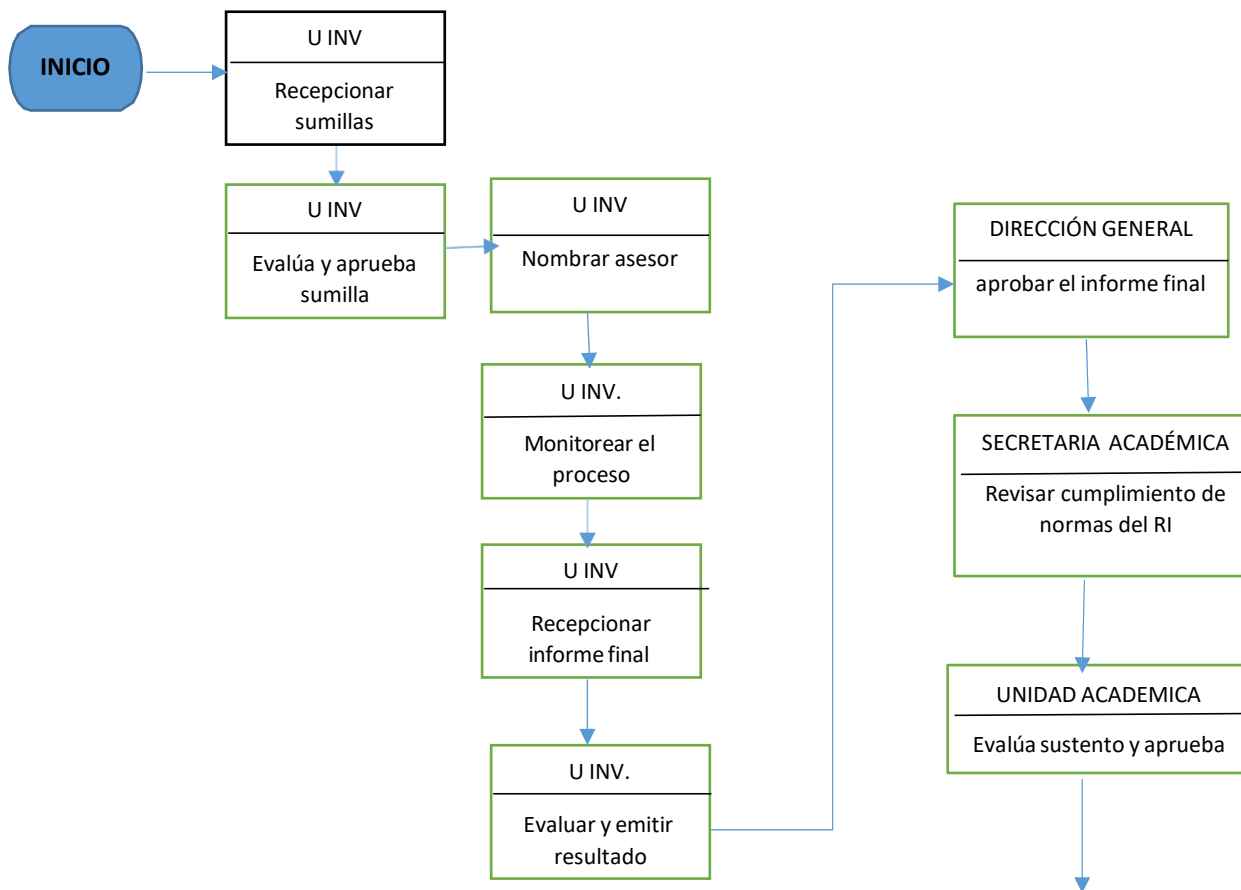 INICIO
U INV
Recepcionar
sumillas
U INV
Evalúa y aprueba
sumilla
U INV
Nombrar asesor
U INV.
Monitorear el
proceso
U INV
Recepcionar
informe final
U INV.
Evaluar y emitir
resultado
DIRECCIÓN GENERAL
aprobar el informe final
SECRETARIA ACADÉMICA
Revisar cumplimiento de
normas del RI
UNIDAD ACADEMICA
Evalúa sustento y aprueba